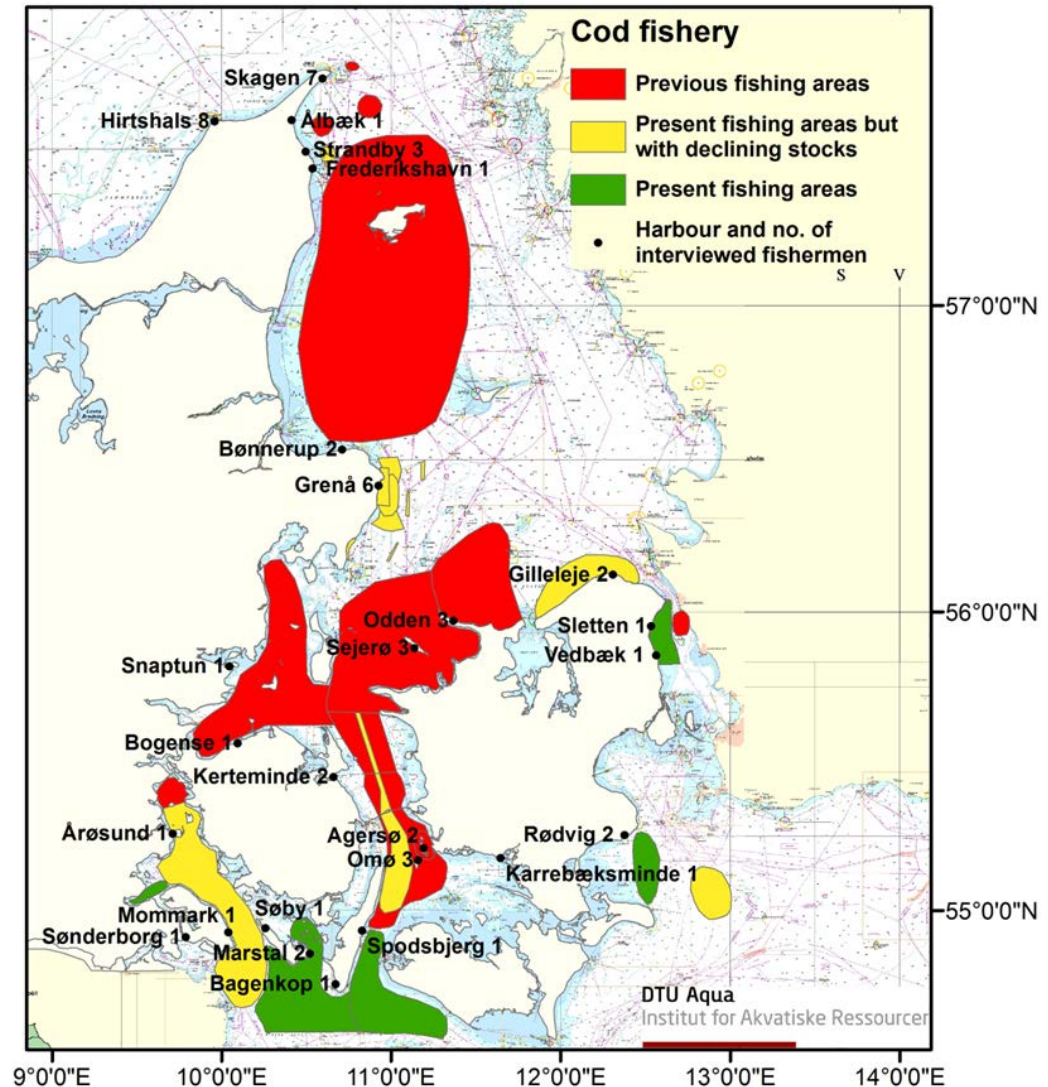 Cod fishery
Previous fishing areas
Present fishing areas but
with declining stocks
Present fishing areas
Harbour and no. of
interviewed fishermen
S V
Skagen 7
Hirtshals 8
Ålbæk 1
Strandby 3
Frederikshavn 1
57°0'0"N
Bønnerup 2
Grenå 6
Gilleleje 2
Odden 3
Sletten 1
56°0'0"N
Sejerø 3
Vedbæk 1
Snaptun 1
Bogense 1
Kerteminde 2
Årøsund 1
Agersø 2
Rødvig 2
Omø 3
Karrebæksminde 1
Mommark 1
Søby 1
55°0'0"N
Sønderborg 1
Marstal 2
Spodsbjerg 1
Bagenkop 1
DTU Aqua
Institut for Akvatiske Ressourcer
9°0'0"E 10°0'0"E 11°0'0"E 12°0'0"E 13°0'0"E 14°0'0"E